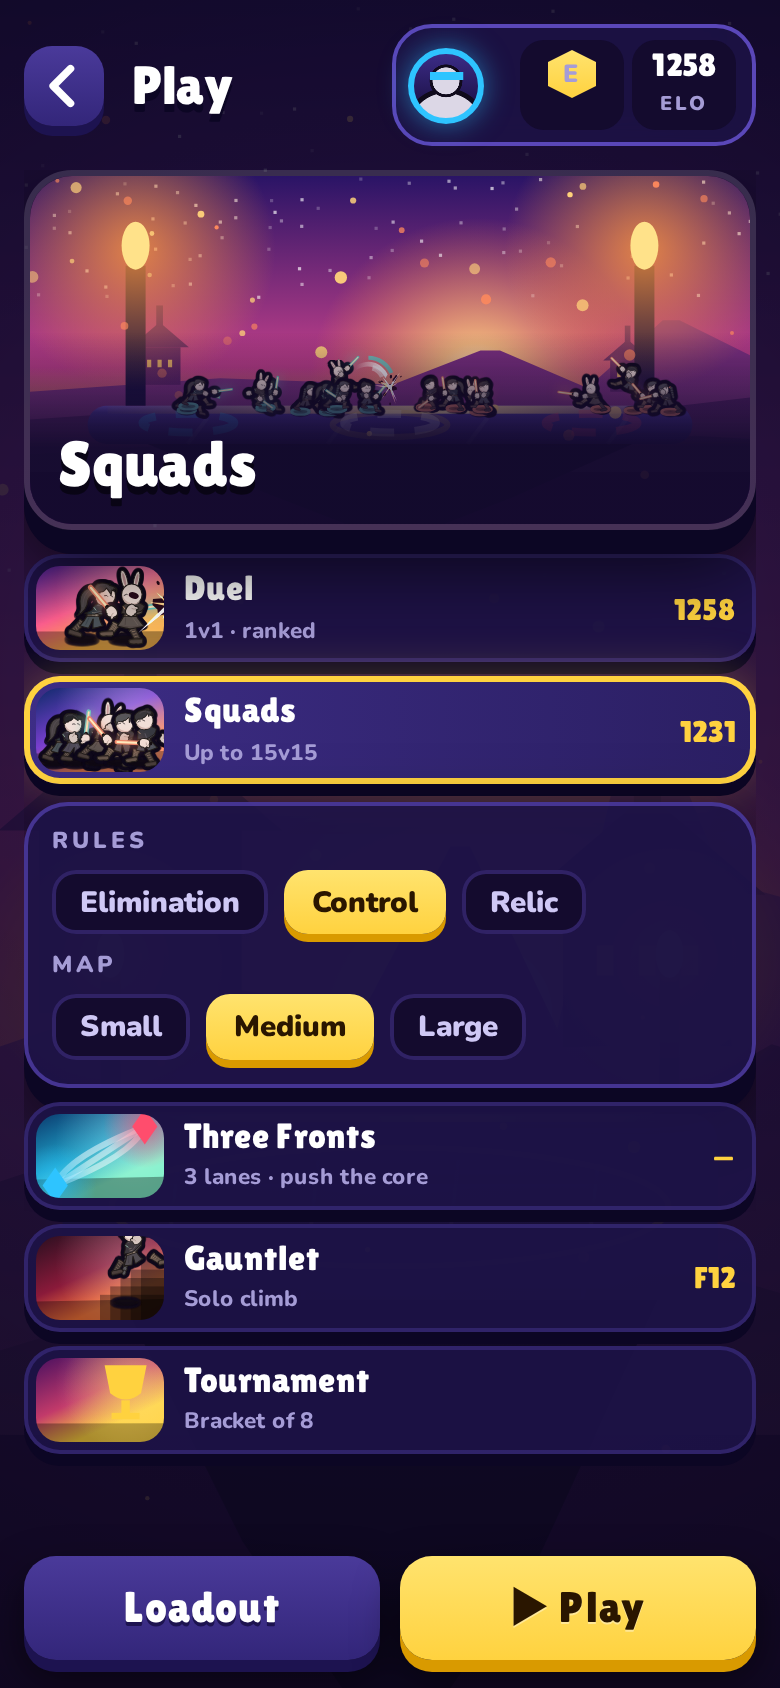 Play
E
1258
ELO
Squads
Duel
1v1 · ranked
1258
Squads
Up to 15v15
1231
RULES
Elimination
Control
Relic
MAP
Small
Medium
Large
Three Fronts
3 lanes · push the core
–
Gauntlet
Solo climb
F12
Tournament
Bracket of 8
Loadout
Play